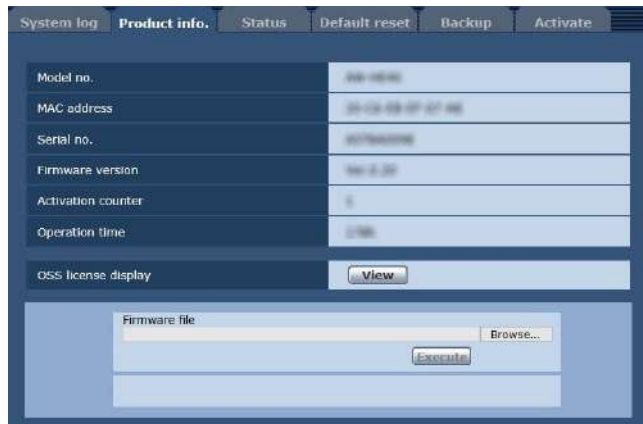 System log Product info. Status Default reset Backup Activate
Model no.
MAC address
Serial no.
Firmware version
Activation counter
Operation time
OSS license display View
Firmware file
Browse...
Execute